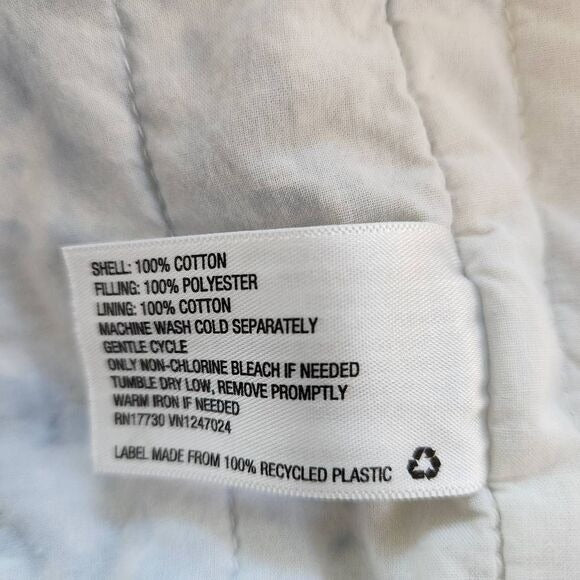 SHELL: 100% COTTON
FILLING: 100% POLYESTER
LINING: 100% COTTON
MACHINE WASH COLD SEPARATELY
GENTLE CYCLE
ONLY NON-CHLORINE BLEACH IF NEEDED
TUMBLE DRY LOW, REMOVE PROMPTLY
WARM IRON IF NEEDED
RN17730 VN1247024
LABEL MADE FROM 100% RECYCLED PLASTIC